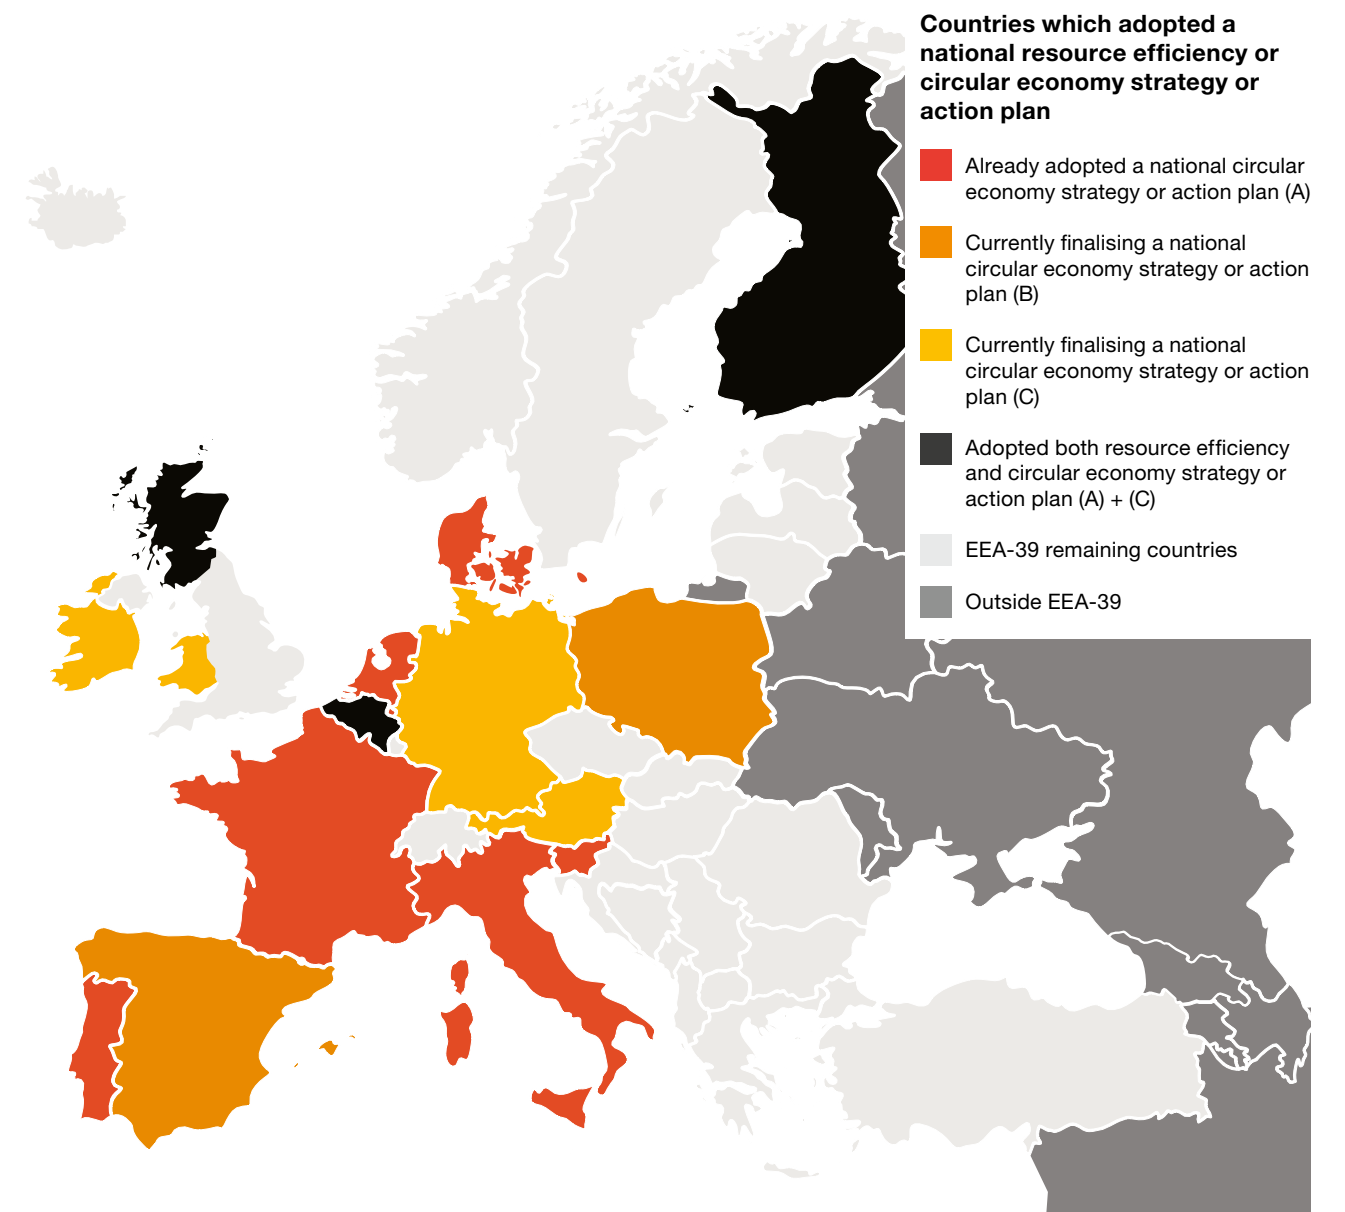 Countries which adopted a
national resource efficiency or
circular economy strategy or
action plan
Already adopted a national circular
economy strategy or action plan (A)
Currently finalising a national
circular economy strategy or action
plan (B)
Currently finalising a national
circular economy strategy or action
plan (C)
Adopted both resource efficiency
and circular economy strategy or
action plan (A) + (C)
EEA-39 remaining countries
Outside EEA-39